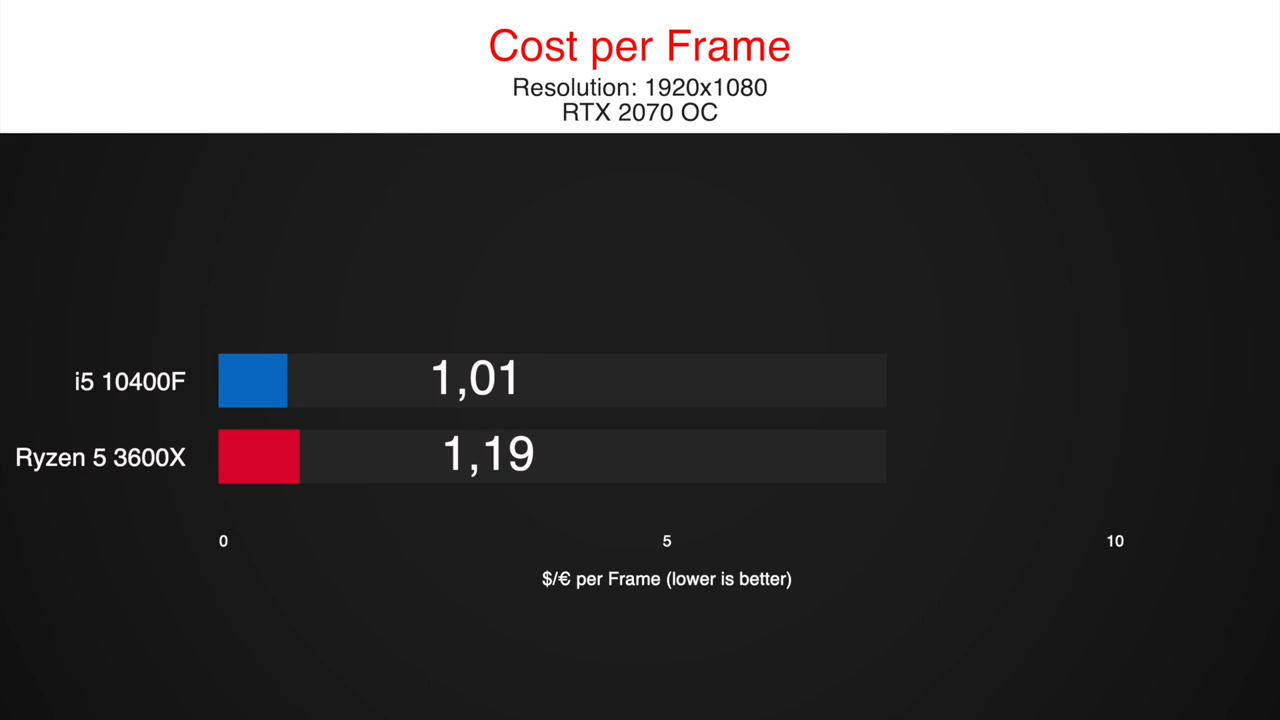 Cost per Frame
Resolution: 1920x1080
RTX 2070 OC
i5 10400F
1,01
Ryzen 5 3600X
1,19
0
5
10
$/€ per Frame (lower is better)